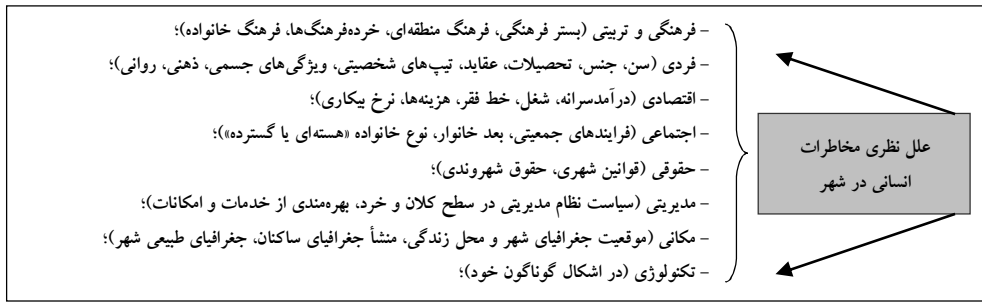 - فرهنگی و تربیتی (بستر فرهنگی، فرهنگ منطقه‌ای، خرده‌فرهنگ‌ها، فرهنگ خانواده)؛
- فردی (سن، جنس، تحصیلات، عقاید، تیپ‌های شخصیتی، ویژگی‌های جسمی، ذهنی، روانی)؛
- اقتصادی (درآمدسرانه، شغل، خط فقر، هزینه‌ها، نرخ بیکاری)؛
- اجتماعی (فرایندهای جمعیتی، بعد خانوار، نوع خانواده «هسته‌ای یا گسترده»)؛
- حقوقی (قوانین شهری، حقوق شهروندی)؛
- مدیریتی (سیاست نظام مدیریتی در سطح کلان و خرد، بهره‌مندی از خدمات و امکانات)؛
- مکانی (موقعیت جغرافیای شهر و محل زندگی، منشأ جغرافیای ساکنان، جغرافیای طبیعی شهر)؛
- تکنولوژی (در اشکال گوناگون خود)؛
علل نظری مخاطرات
انسانی در شهر